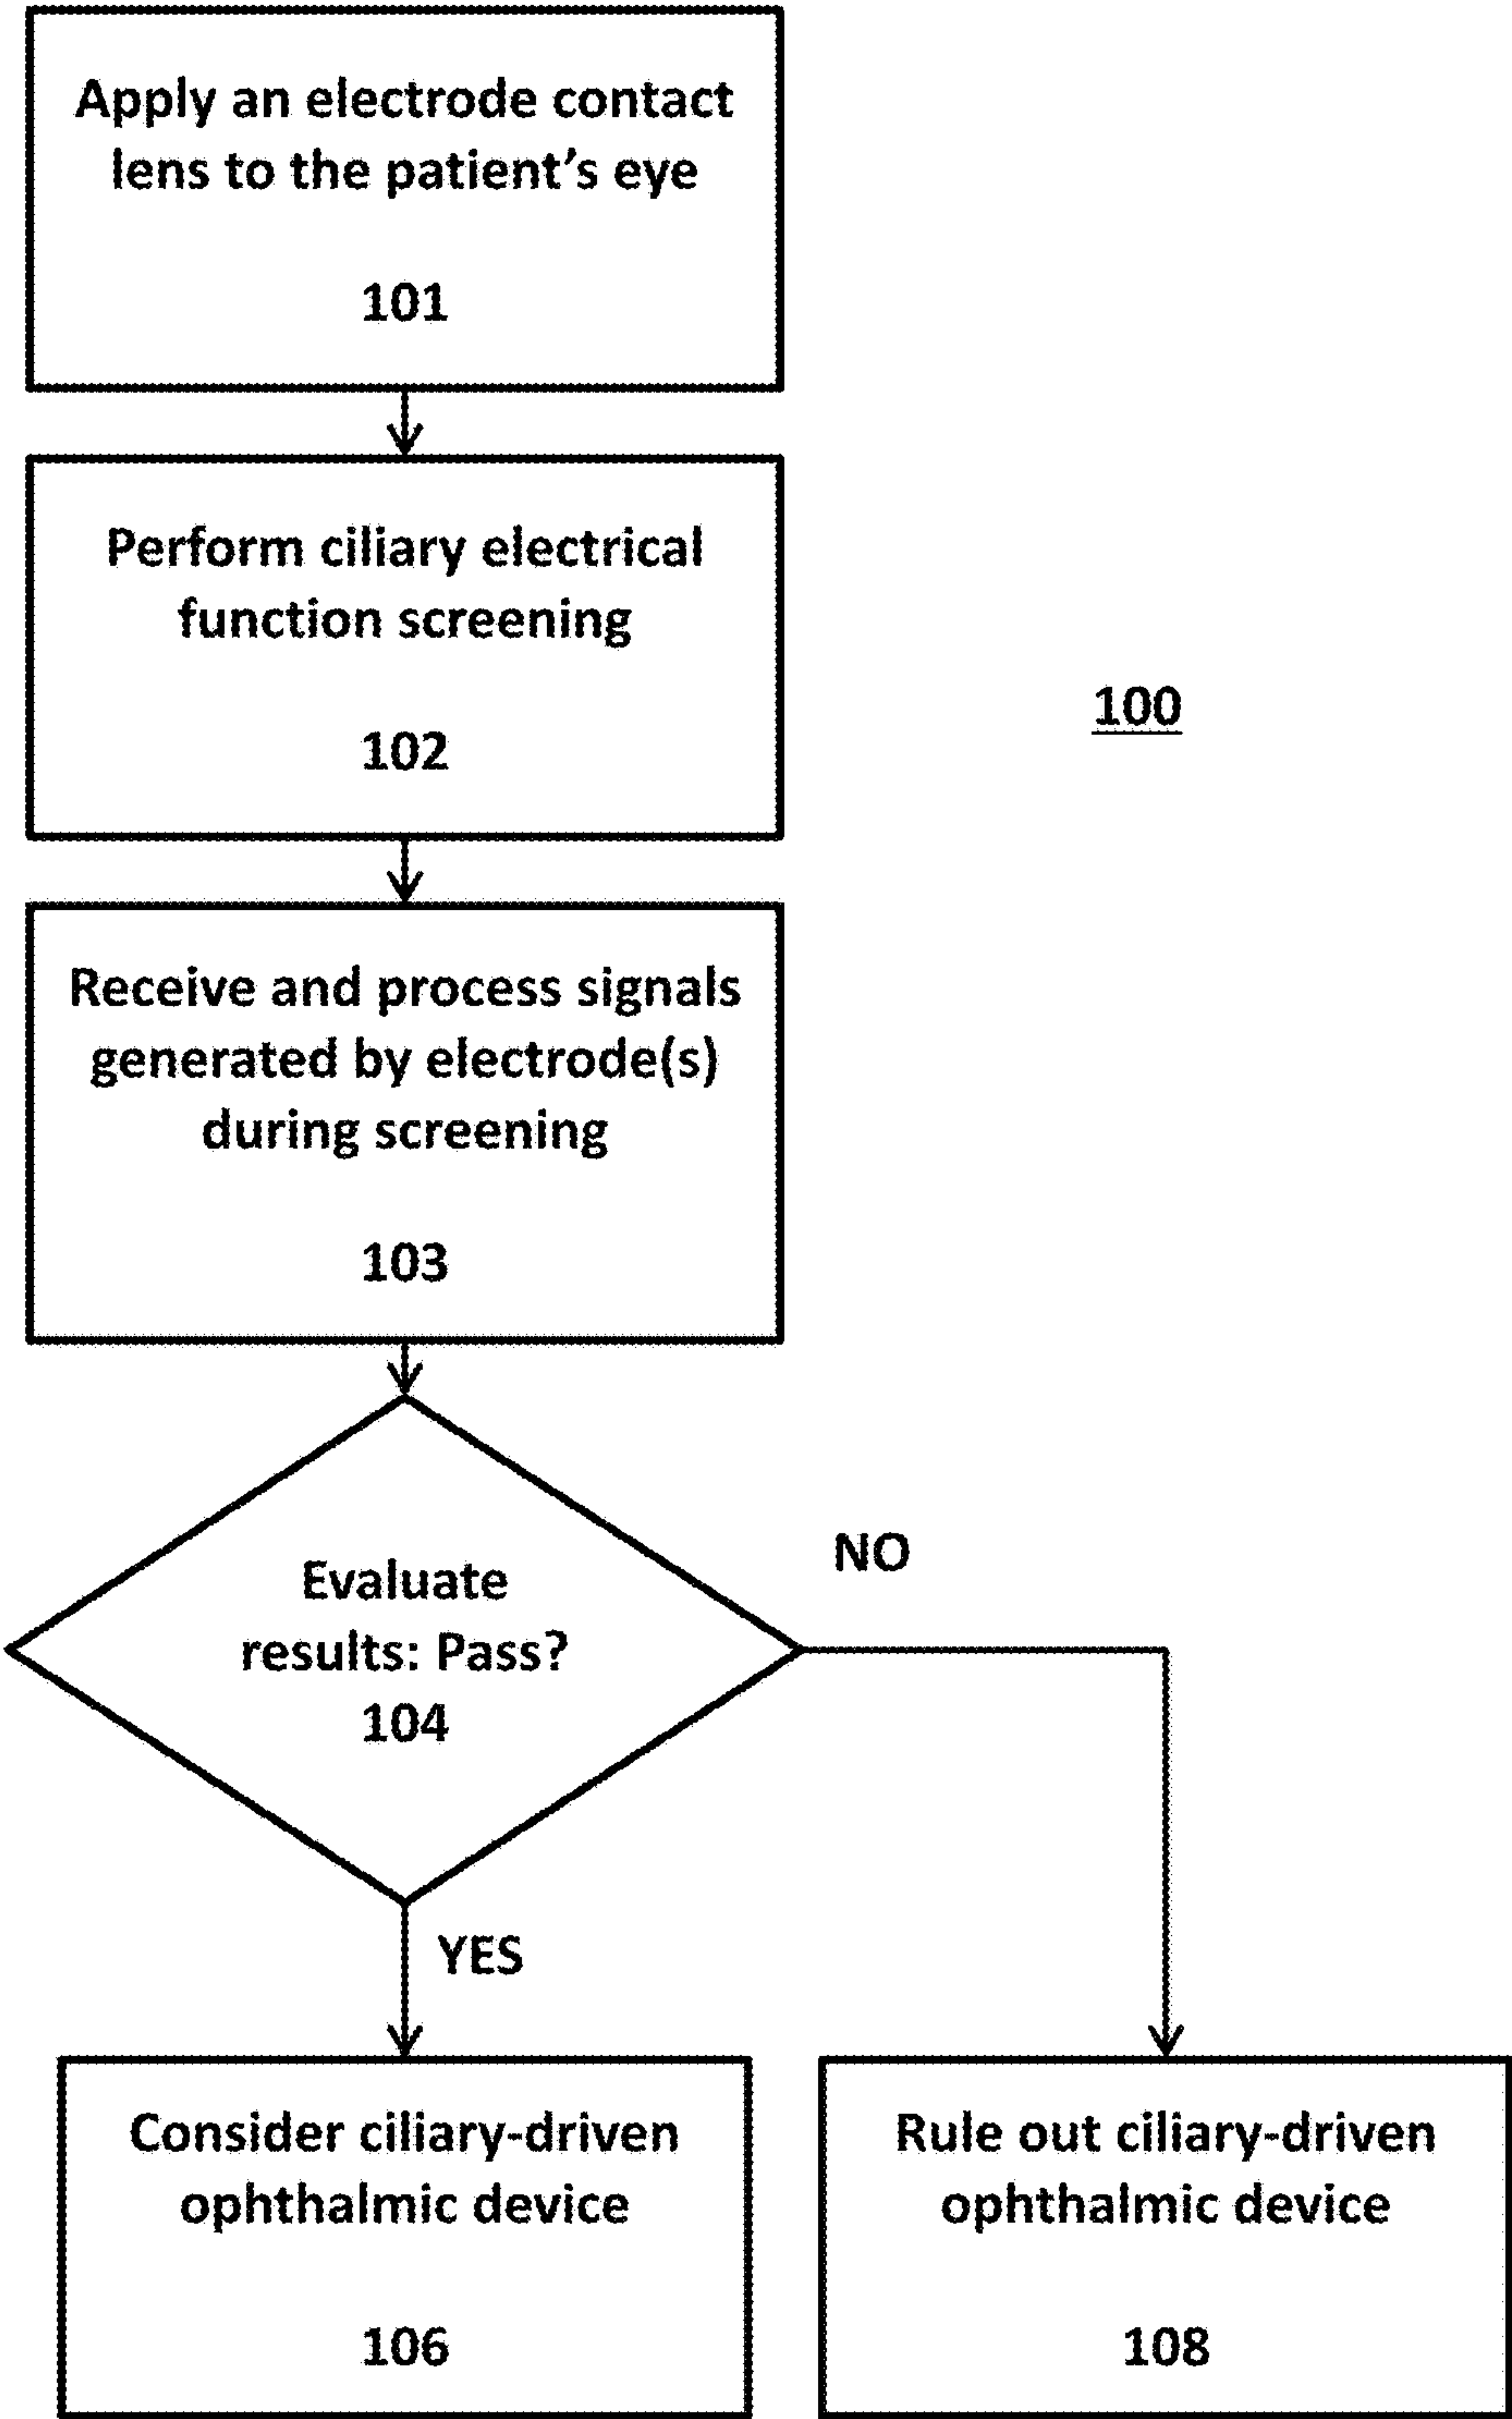 Apply an electrode contact
lens to the patient's eye
101
Perform ciliary electrical
function screening
102
100
Receive and process signals
generated by electrode(s)
during screening
103
Evaluate
results: Pass?
104
NO
YES
Consider ciliary-driven
ophthalmic device
106
Rule out ciliary-driven
ophthalmic device
108